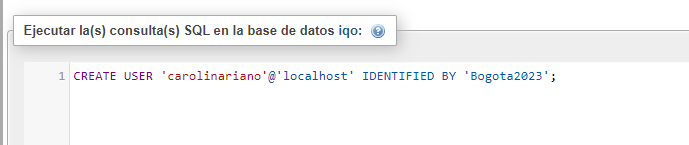 Ejecutar la(s) consulta(s) SQL en la base de datos iqo:
1 CREATE USER 'carolinariano'@'localhost' IDENTIFIED BY 'Bogota2023';